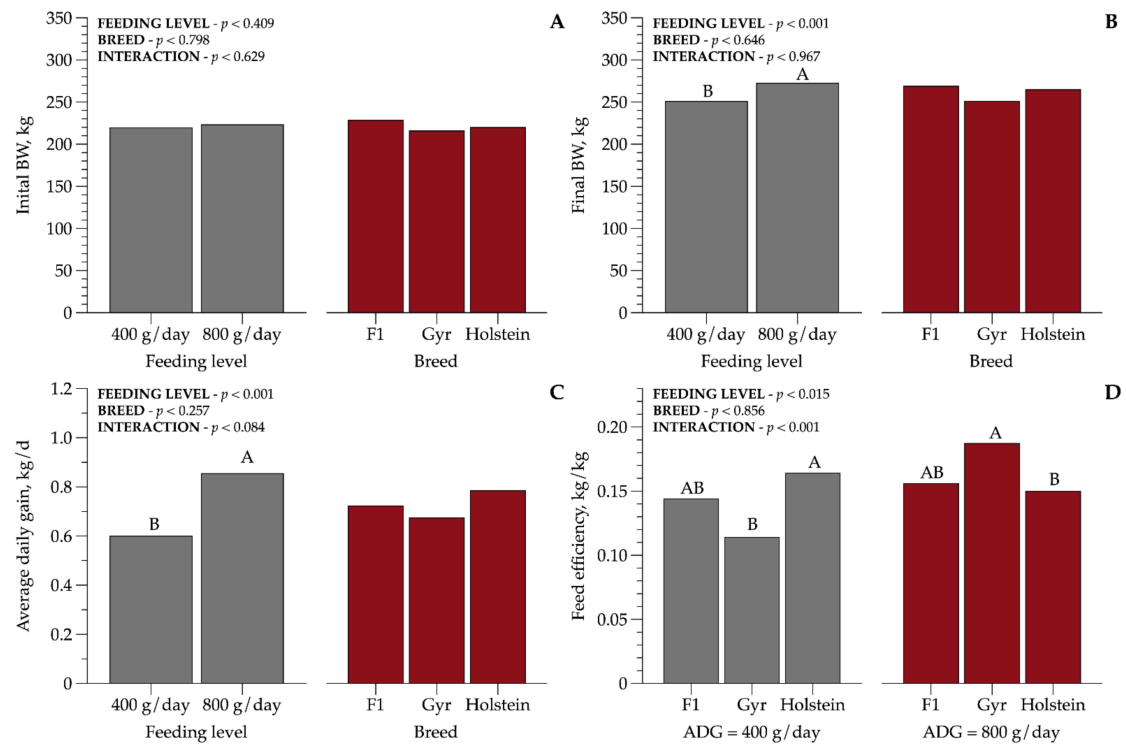 A
FEEDING LEVEL - p < 0.409
BREED - p < 0.798
INTERACTION - p < 0.629
Inital BW, kg
350
300
250
200
150
100
50
0
400 g/day 800 g/day
Feeding level
F1 Gyr Holstein
Breed
B
FEEDING LEVEL - p < 0.001
BREED - p < 0.646
INTERACTION - p < 0.967
Final BW, kg
350
300
250
200
150
100
50
0
B A
400 g/day 800 g/day
Feeding level
F1 Gyr Holstein
Breed
C
FEEDING LEVEL - p < 0.001
BREED - p < 0.257
INTERACTION - p < 0.084
Average daily gain, kg/d
1.2
1.0
0.8
0.6
0.4
0.2
0
B A
400 g/day 800 g/day
Feeding level
F1 Gyr Holstein
Breed
D
FEEDING LEVEL - p < 0.015
BREED - p < 0.856
INTERACTION - p < 0.001
Feed efficiency, kg/kg
0.20
0.15
0.10
0.05
0
AB B A
F1 Gyr Holstein
ADG = 400 g/day
AB A B
F1 Gyr Holstein
ADG = 800 g/day